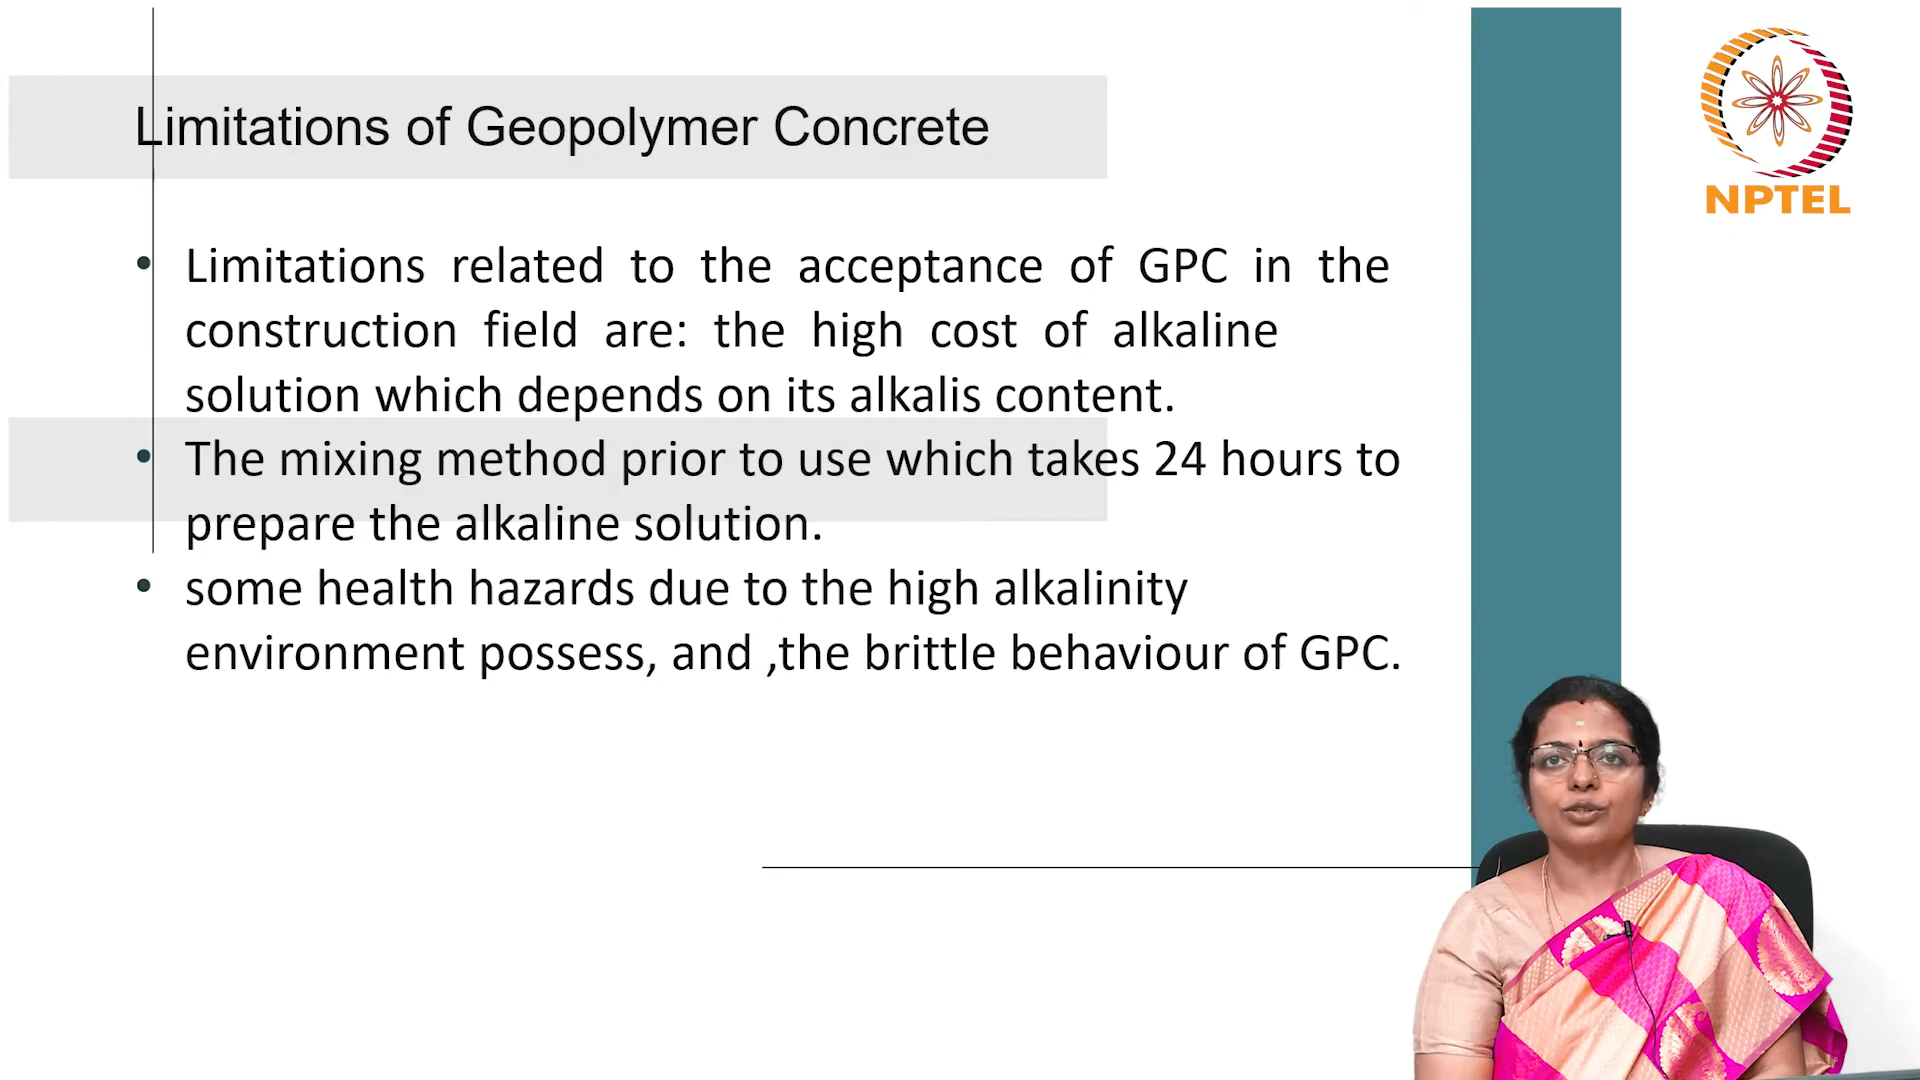 Limitations of Geopolymer Concrete
NPTEL
• Limitations related to the acceptance of GPC in the
construction field are: the high cost of alkaline
solution which depends on its alkalis content.
• The mixing method prior to use which takes 24 hours to
prepare the alkaline solution.
• some health hazards due to the high alkalinity
environment possess, and ,the brittle behaviour of GPC.